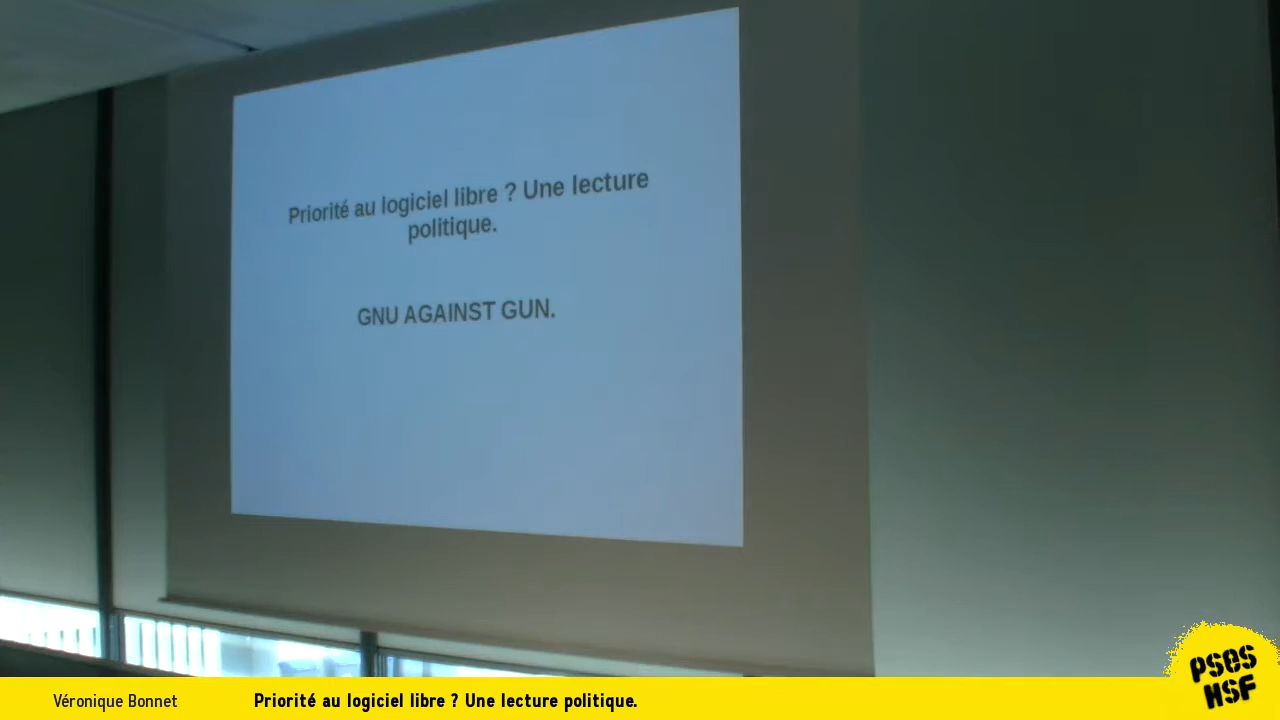 Priorité au logiciel libre ? Une lecture
politique.
GNU AGAINST GUN.
Véronique Bonnet
Priorité au logiciel libre ? Une lecture politique.
PSES
HSF